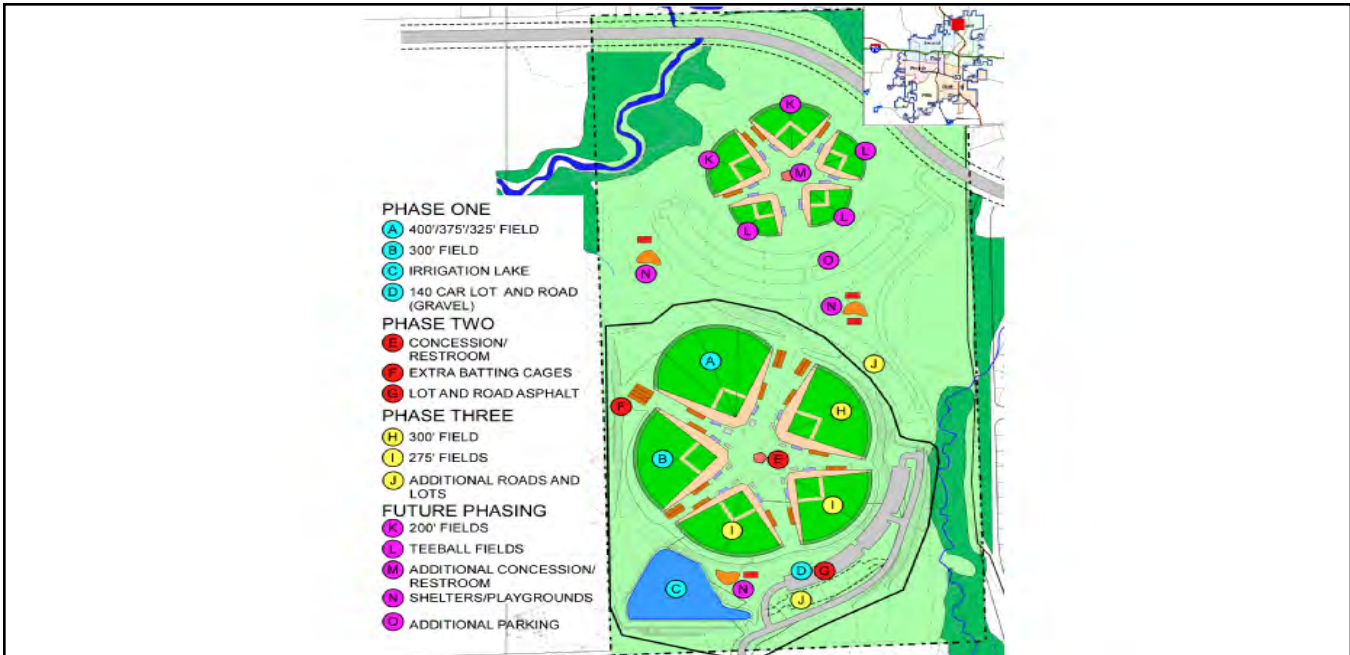 PHASE ONE
A 400'/375'/325' FIELD
B 300' FIELD
C IRRIGATION LAKE
D 140 CAR LOT AND ROAD
(GRAVEL)
PHASE TWO
E CONCESSION/
RESTROOM
F EXTRA BATTING CAGES
G LOT AND ROAD ASPHALT
PHASE THREE
H 300' FIELD
I 275' FIELDS
J ADDITIONAL ROADS AND
LOTS
FUTURE PHASING
K 200' FIELDS
L TEEBALL FIELDS
M ADDITIONAL CONCESSION/
RESTROOM
N SHELTERS/PLAYGROUNDS
O ADDITIONAL PARKING
K
K
L
M
L
L
O
N
N
J
A
H
F
B
E
I
I
D
G
C
N
J
70
63